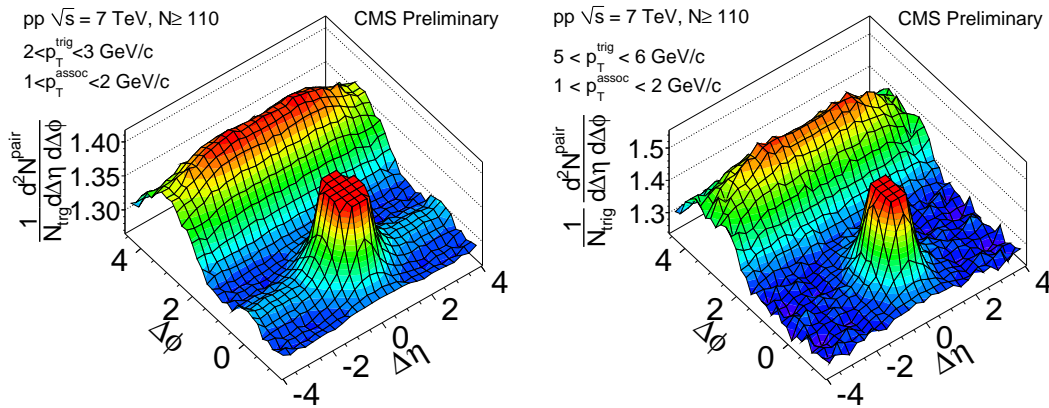 pp √s = 7 TeV, N≥ 110
CMS Preliminary
2<p_T^trig<3 GeV/c
1<p_T^assoc<2 GeV/c
1/N_trg d²N^pair/dΔη dΔφ
1.40
1.35
1.30
4
2
0
Δφ
-4
-2
0
2
4
Δη
pp √s = 7 TeV, N≥ 110
CMS Preliminary
5 < p_T^trig < 6 GeV/c
1 < p_T^assoc < 2 GeV/c
1/N_trig d²N^pair/dΔη dΔφ
1.5
1.4
1.3
4
2
0
Δφ
-4
-2
0
2
4
Δη